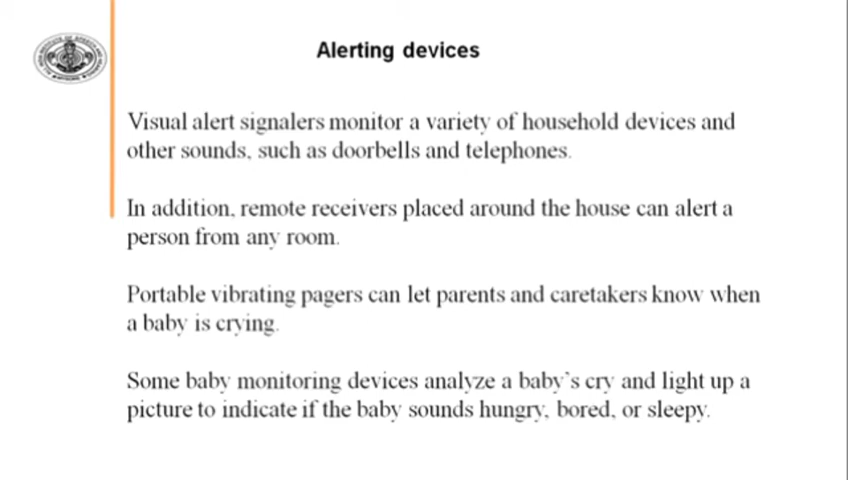 Alerting devices
Visual alert signalers monitor a variety of household devices and
other sounds, such as doorbells and telephones.
In addition, remote receivers placed around the house can alert a
person from any room.
Portable vibrating pagers can let parents and caretakers know when
a baby is crying.
Some baby monitoring devices analyze a baby's cry and light up a
picture to indicate if the baby sounds hungry, bored, or sleepy.